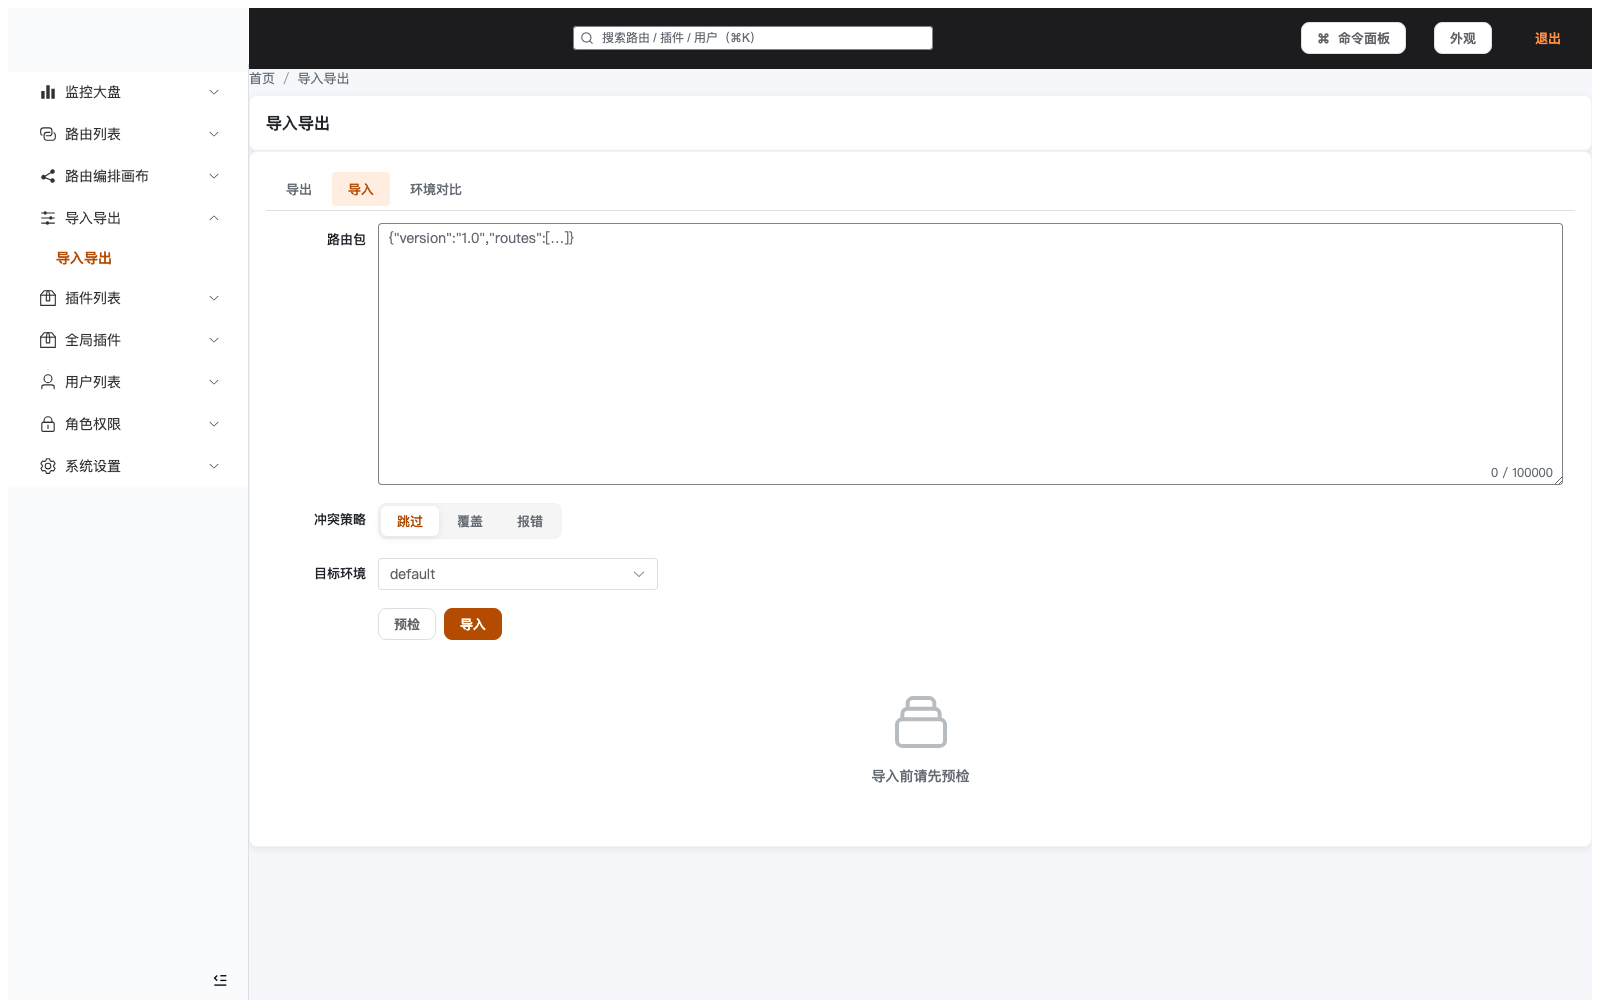 搜索路由 / 插件 / 用户（⌘K）
⌘ 命令面板
外观
退出
监控大盘
路由列表
路由编排画布
导入导出
导入导出
插件列表
全局插件
用户列表
角色权限
系统设置
首页 / 导入导出
导入导出
导出 导入 环境对比
路由包
{"version":"1.0","routes":[...]}
0 / 100000
冲突策略 跳过 覆盖 报错
目标环境 default
预检 导入
导入前请先预检